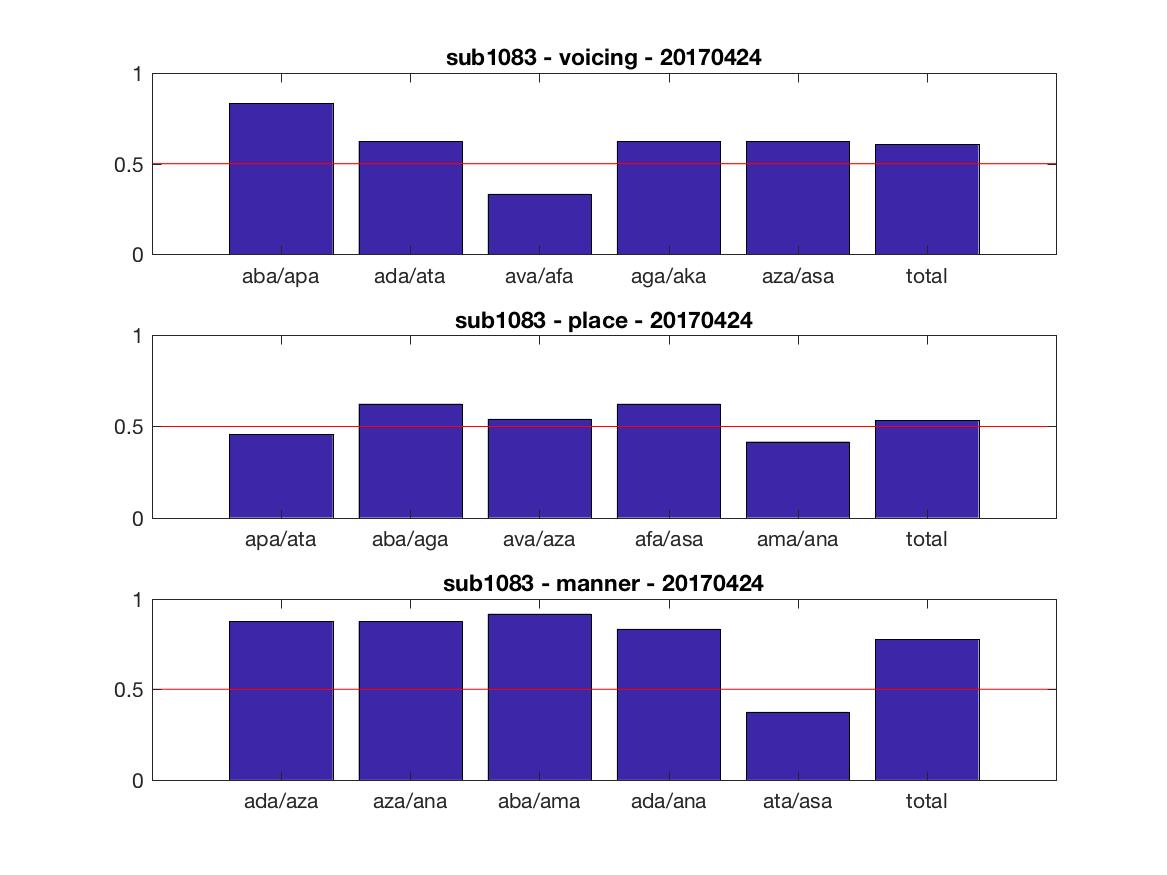 sub1083 - voicing - 20170424
1
0.5
0
aba/apa ada/ata ava/afa aga/aka aza/asa total
sub1083 - place - 20170424
1
0.5
0
apa/ata aba/aga ava/aza afa/asa ama/ana total
sub1083 - manner - 20170424
1
0.5
0
ada/aza aza/ana aba/ama ada/ana ata/asa total